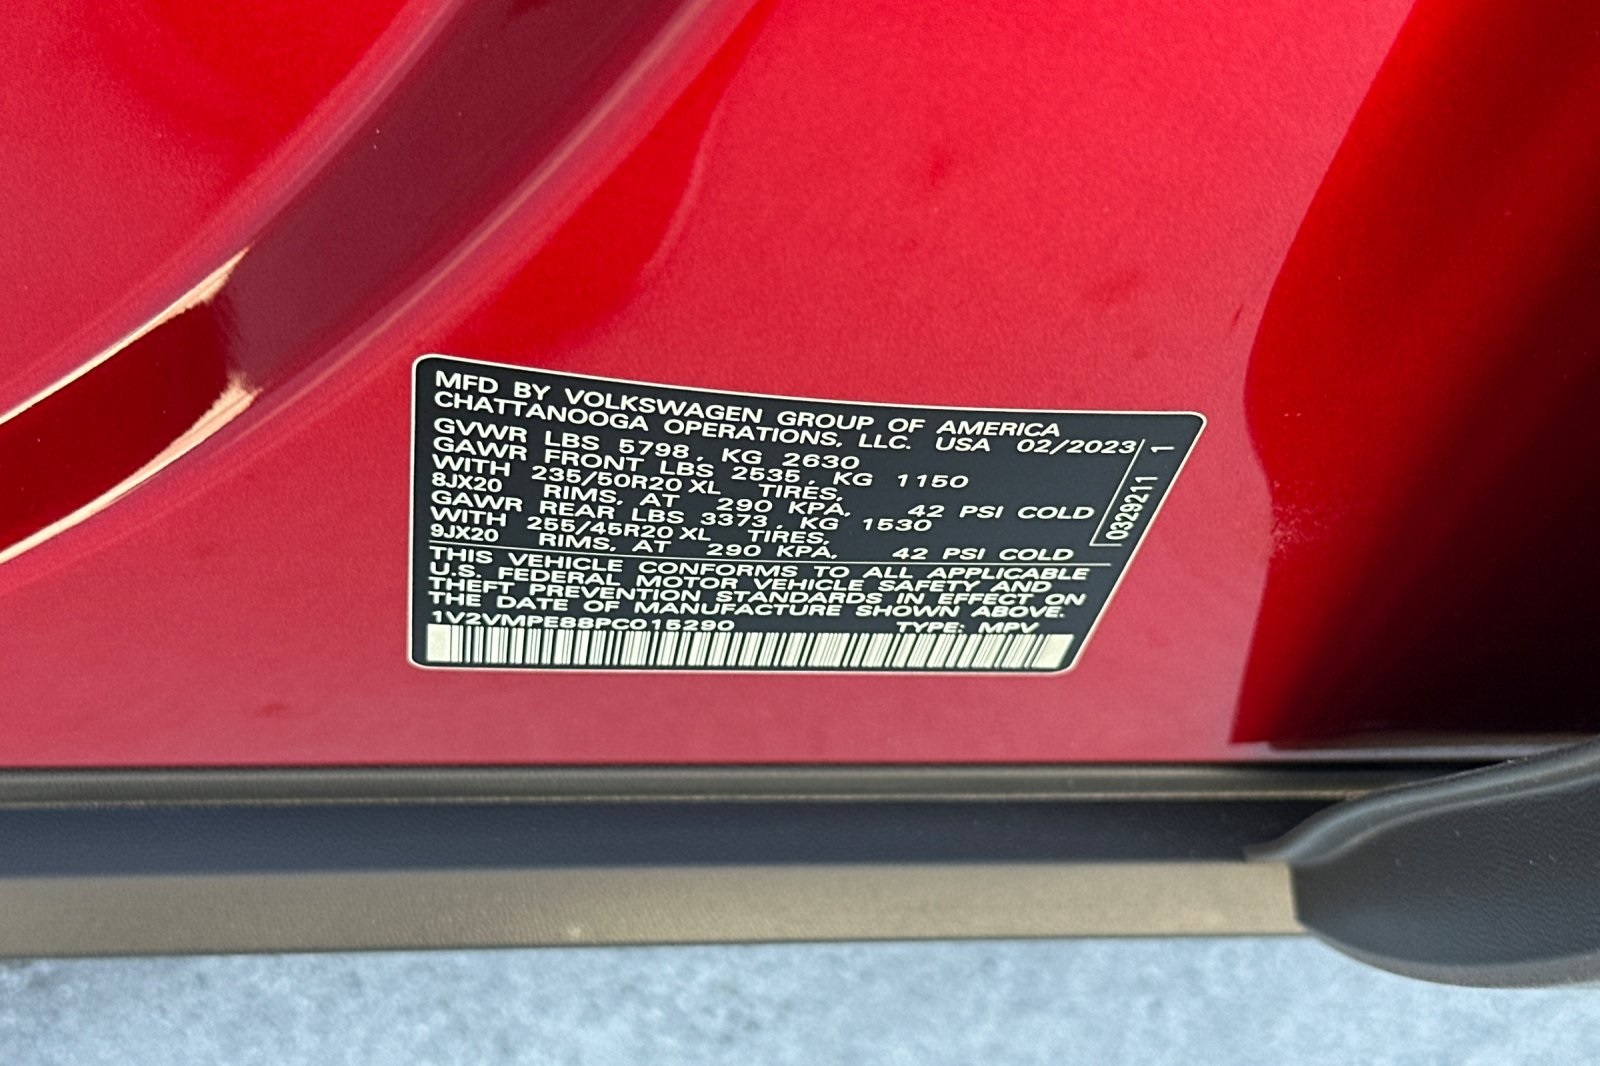 MFD BY VOLKSWAGEN GROUP OF AMERICA
CHATTANOOGA OPERATIONS, LLC. USA 02/2023
GVWR LBS 5798, KG 2630
GAWR FRONT LBS 2535, KG 1150
WITH 235/50R20 XL TIRES,
8JX20 RIMS, AT 290 KPA, 42 PSI COLD
GAWR REAR LBS 3373, KG 1530
WITH 255/45R20 XL TIRES,
9JX20 RIMS, AT 290 KPA, 42 PSI COLD
0329211 1
THIS VEHICLE CONFORMS TO ALL APPLICABLE
U.S. FEDERAL MOTOR VEHICLE SAFETY AND
THEFT PREVENTION STANDARDS IN EFFECT ON
THE DATE OF MANUFACTURE SHOWN ABOVE.
1V2VMPE88PC015290 TYPE: MPV